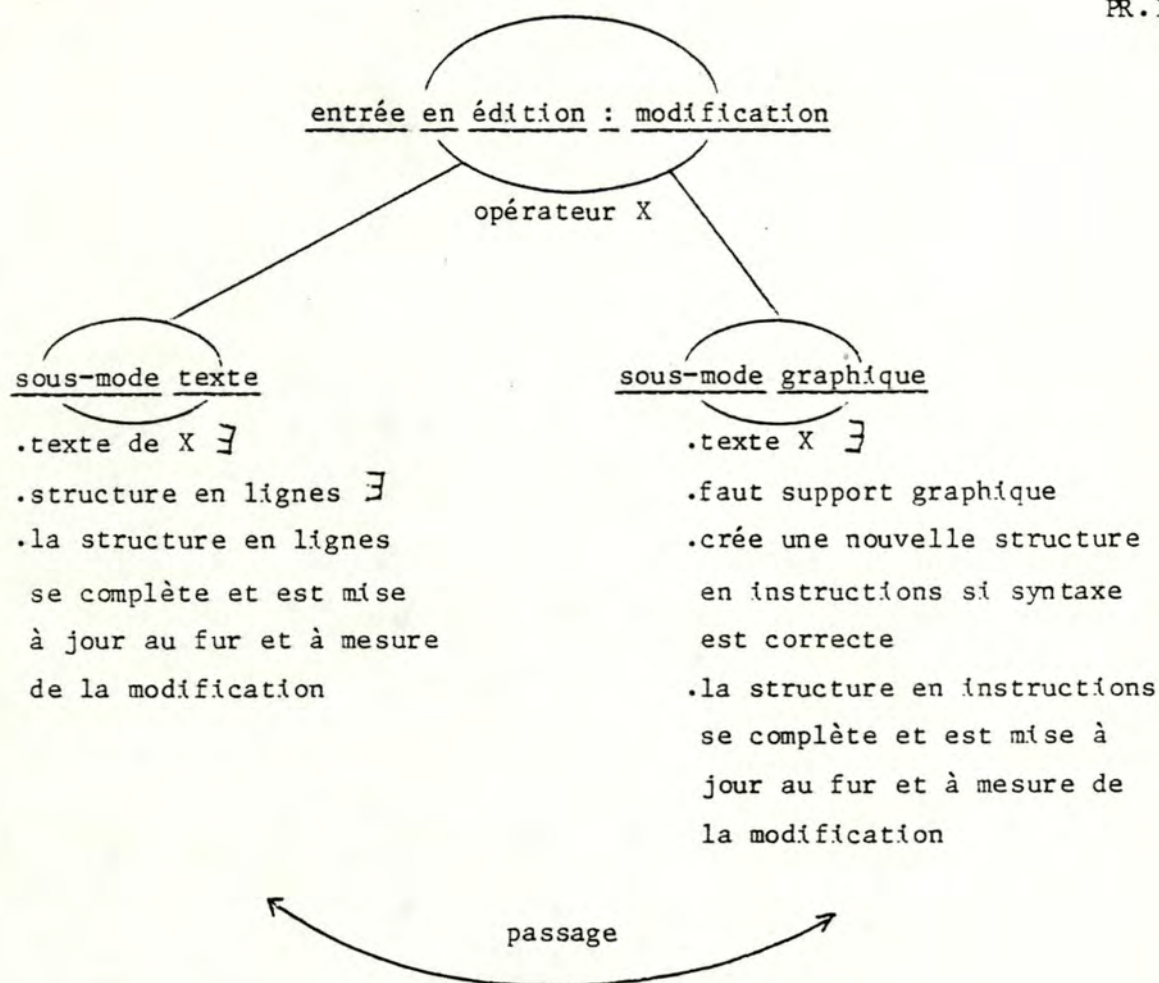 PR.
entrée en édition : modification
opérateur X
sous-mode texte
.texte de X ∃
.structure en lignes ∃
.la structure en lignes
se complète et est mise
à jour au fur et à mesure
de la modification
sous-mode graphique
.texte X ∃
.faut support graphique
.crée une nouvelle structure
en instructions si syntaxe
est correcte
.la structure en instructions
se complète et est mise à
jour au fur et à mesure de
la modification
passage